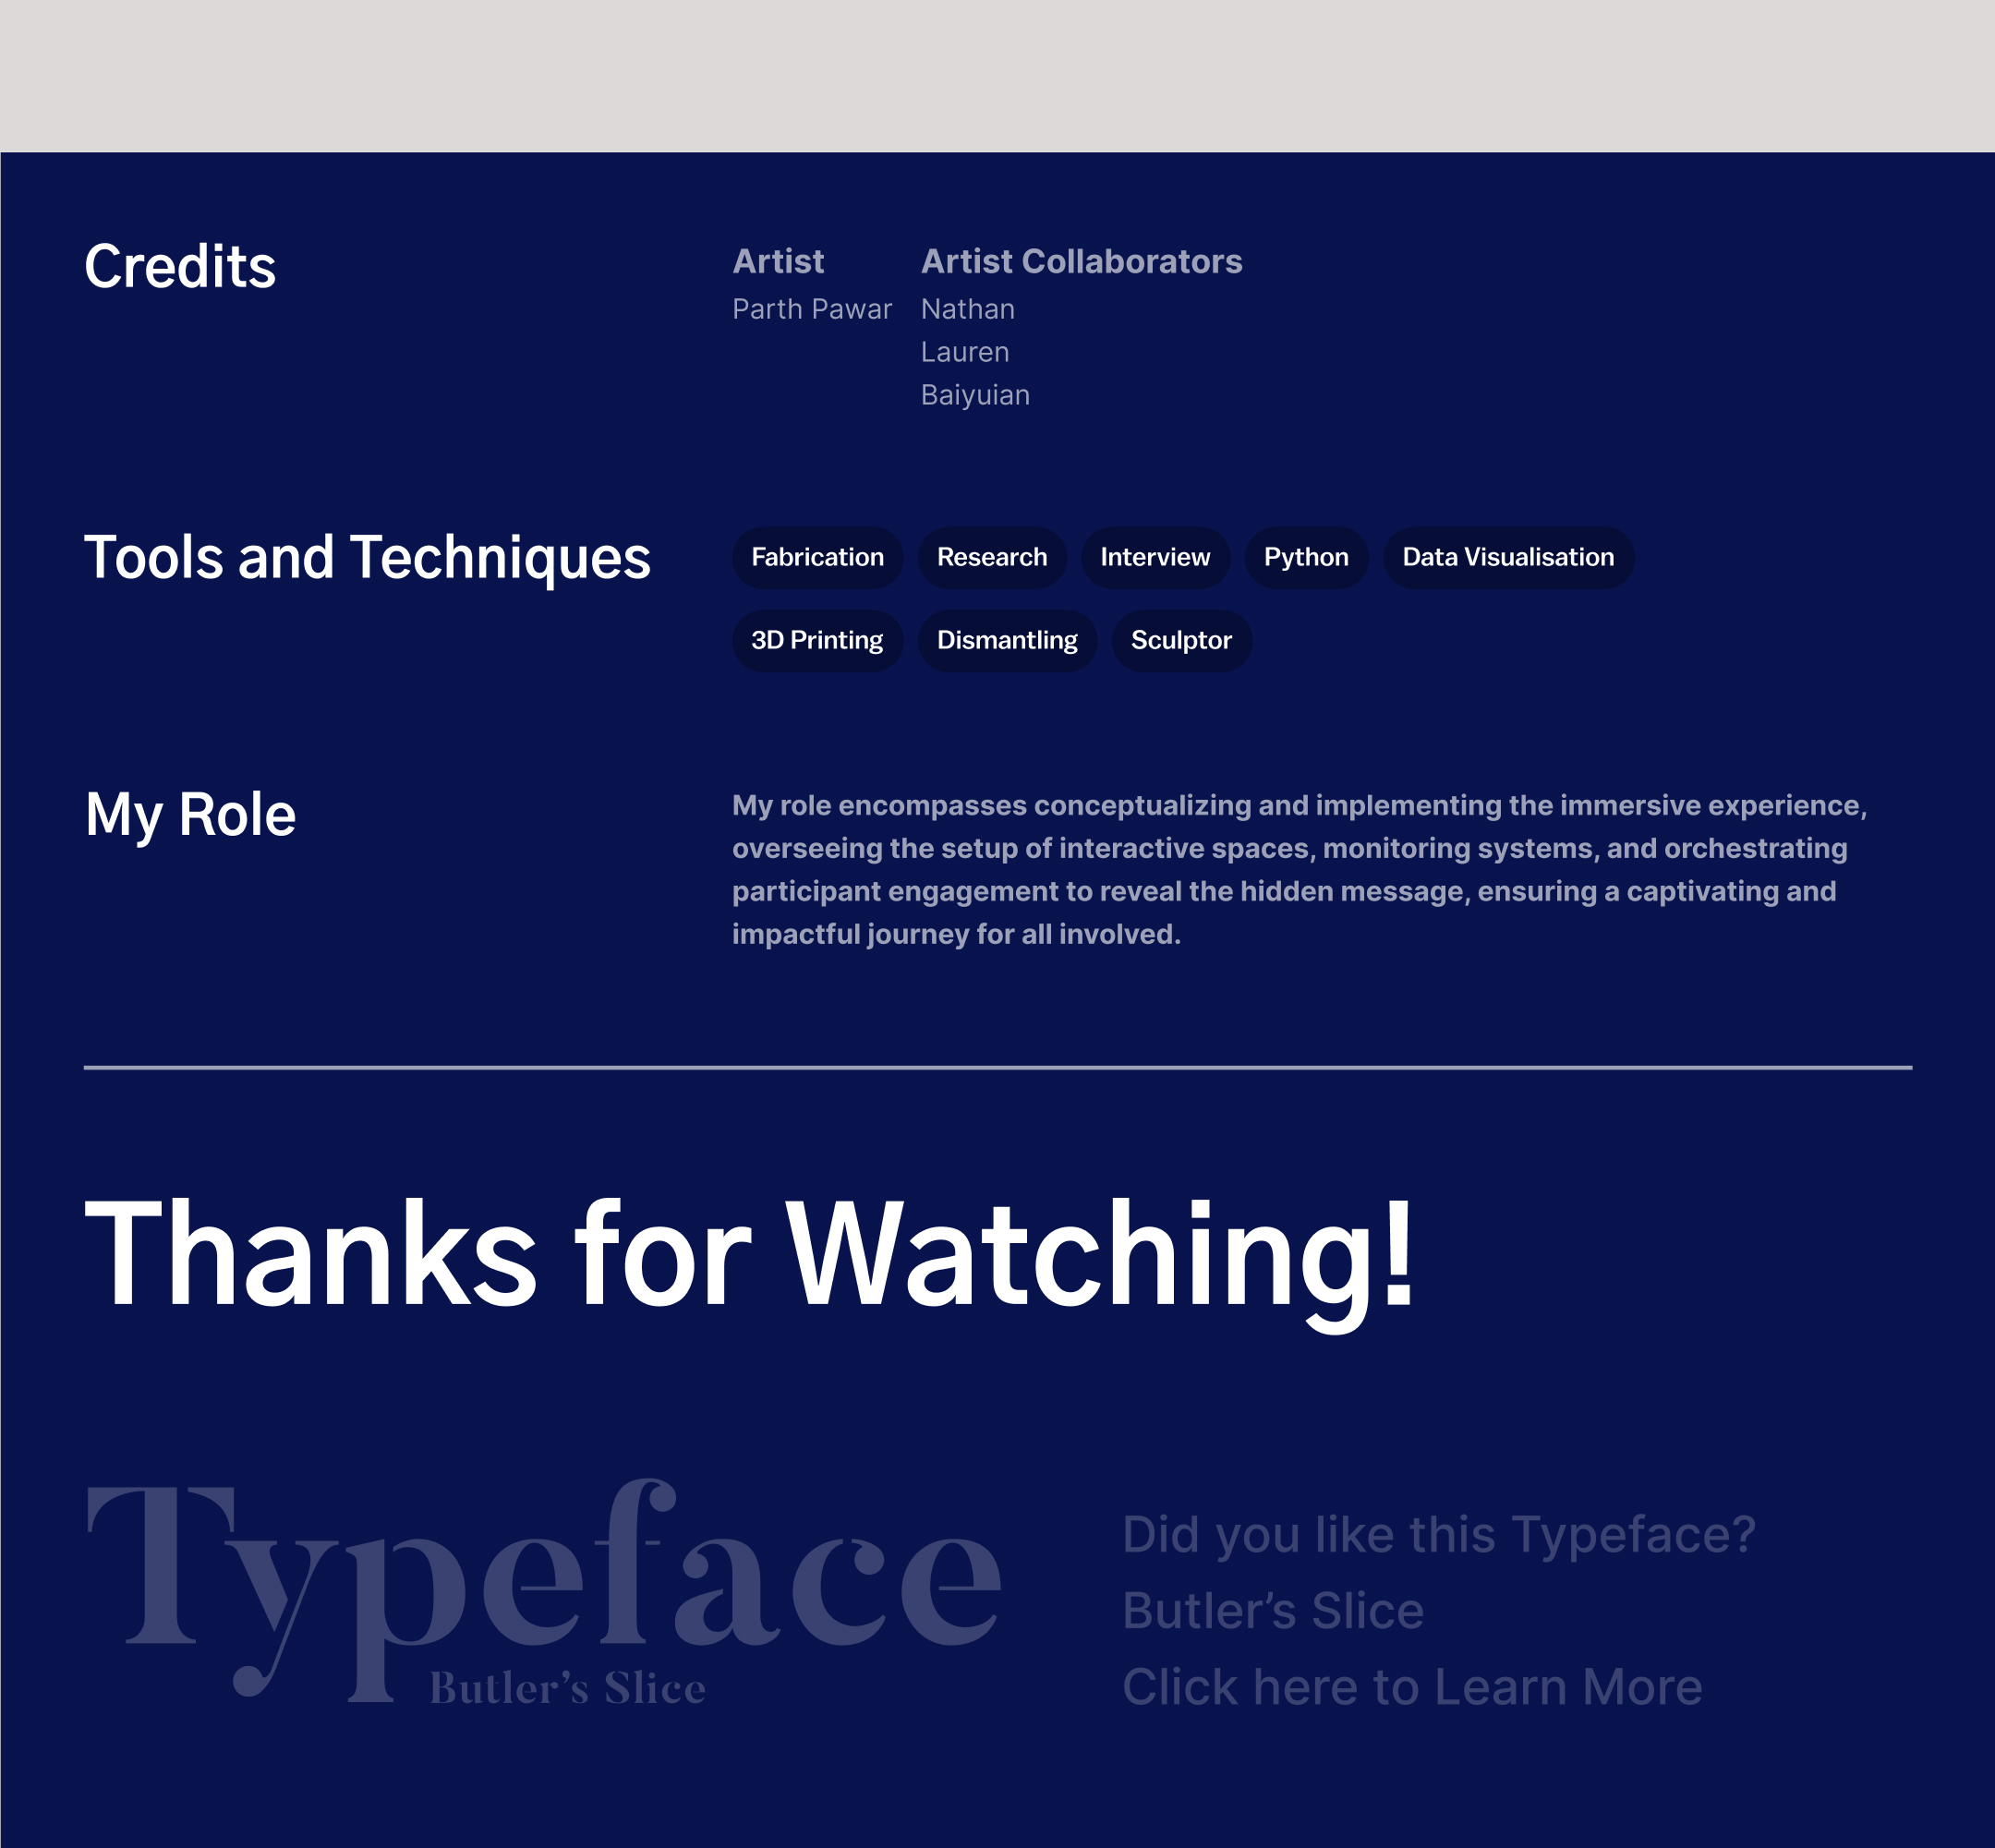 Credits
Artist
Parth Pawar
Artist Collaborators
Nathan
Lauren
Baiyuian
Tools and Techniques
Fabrication
Research
Interview
Python
Data Visualisation
3D Printing
Dismantling
Sculptor
My Role
My role encompasses conceptualizing and implementing the immersive experience,
overseeing the setup of interactive spaces, monitoring systems, and orchestrating
participant engagement to reveal the hidden message, ensuring a captivating and
impactful journey for all involved.
Thanks for Watching!
Typeface
Butler’s Slice
Did you like this Typeface?
Butler’s Slice
Click here to Learn More